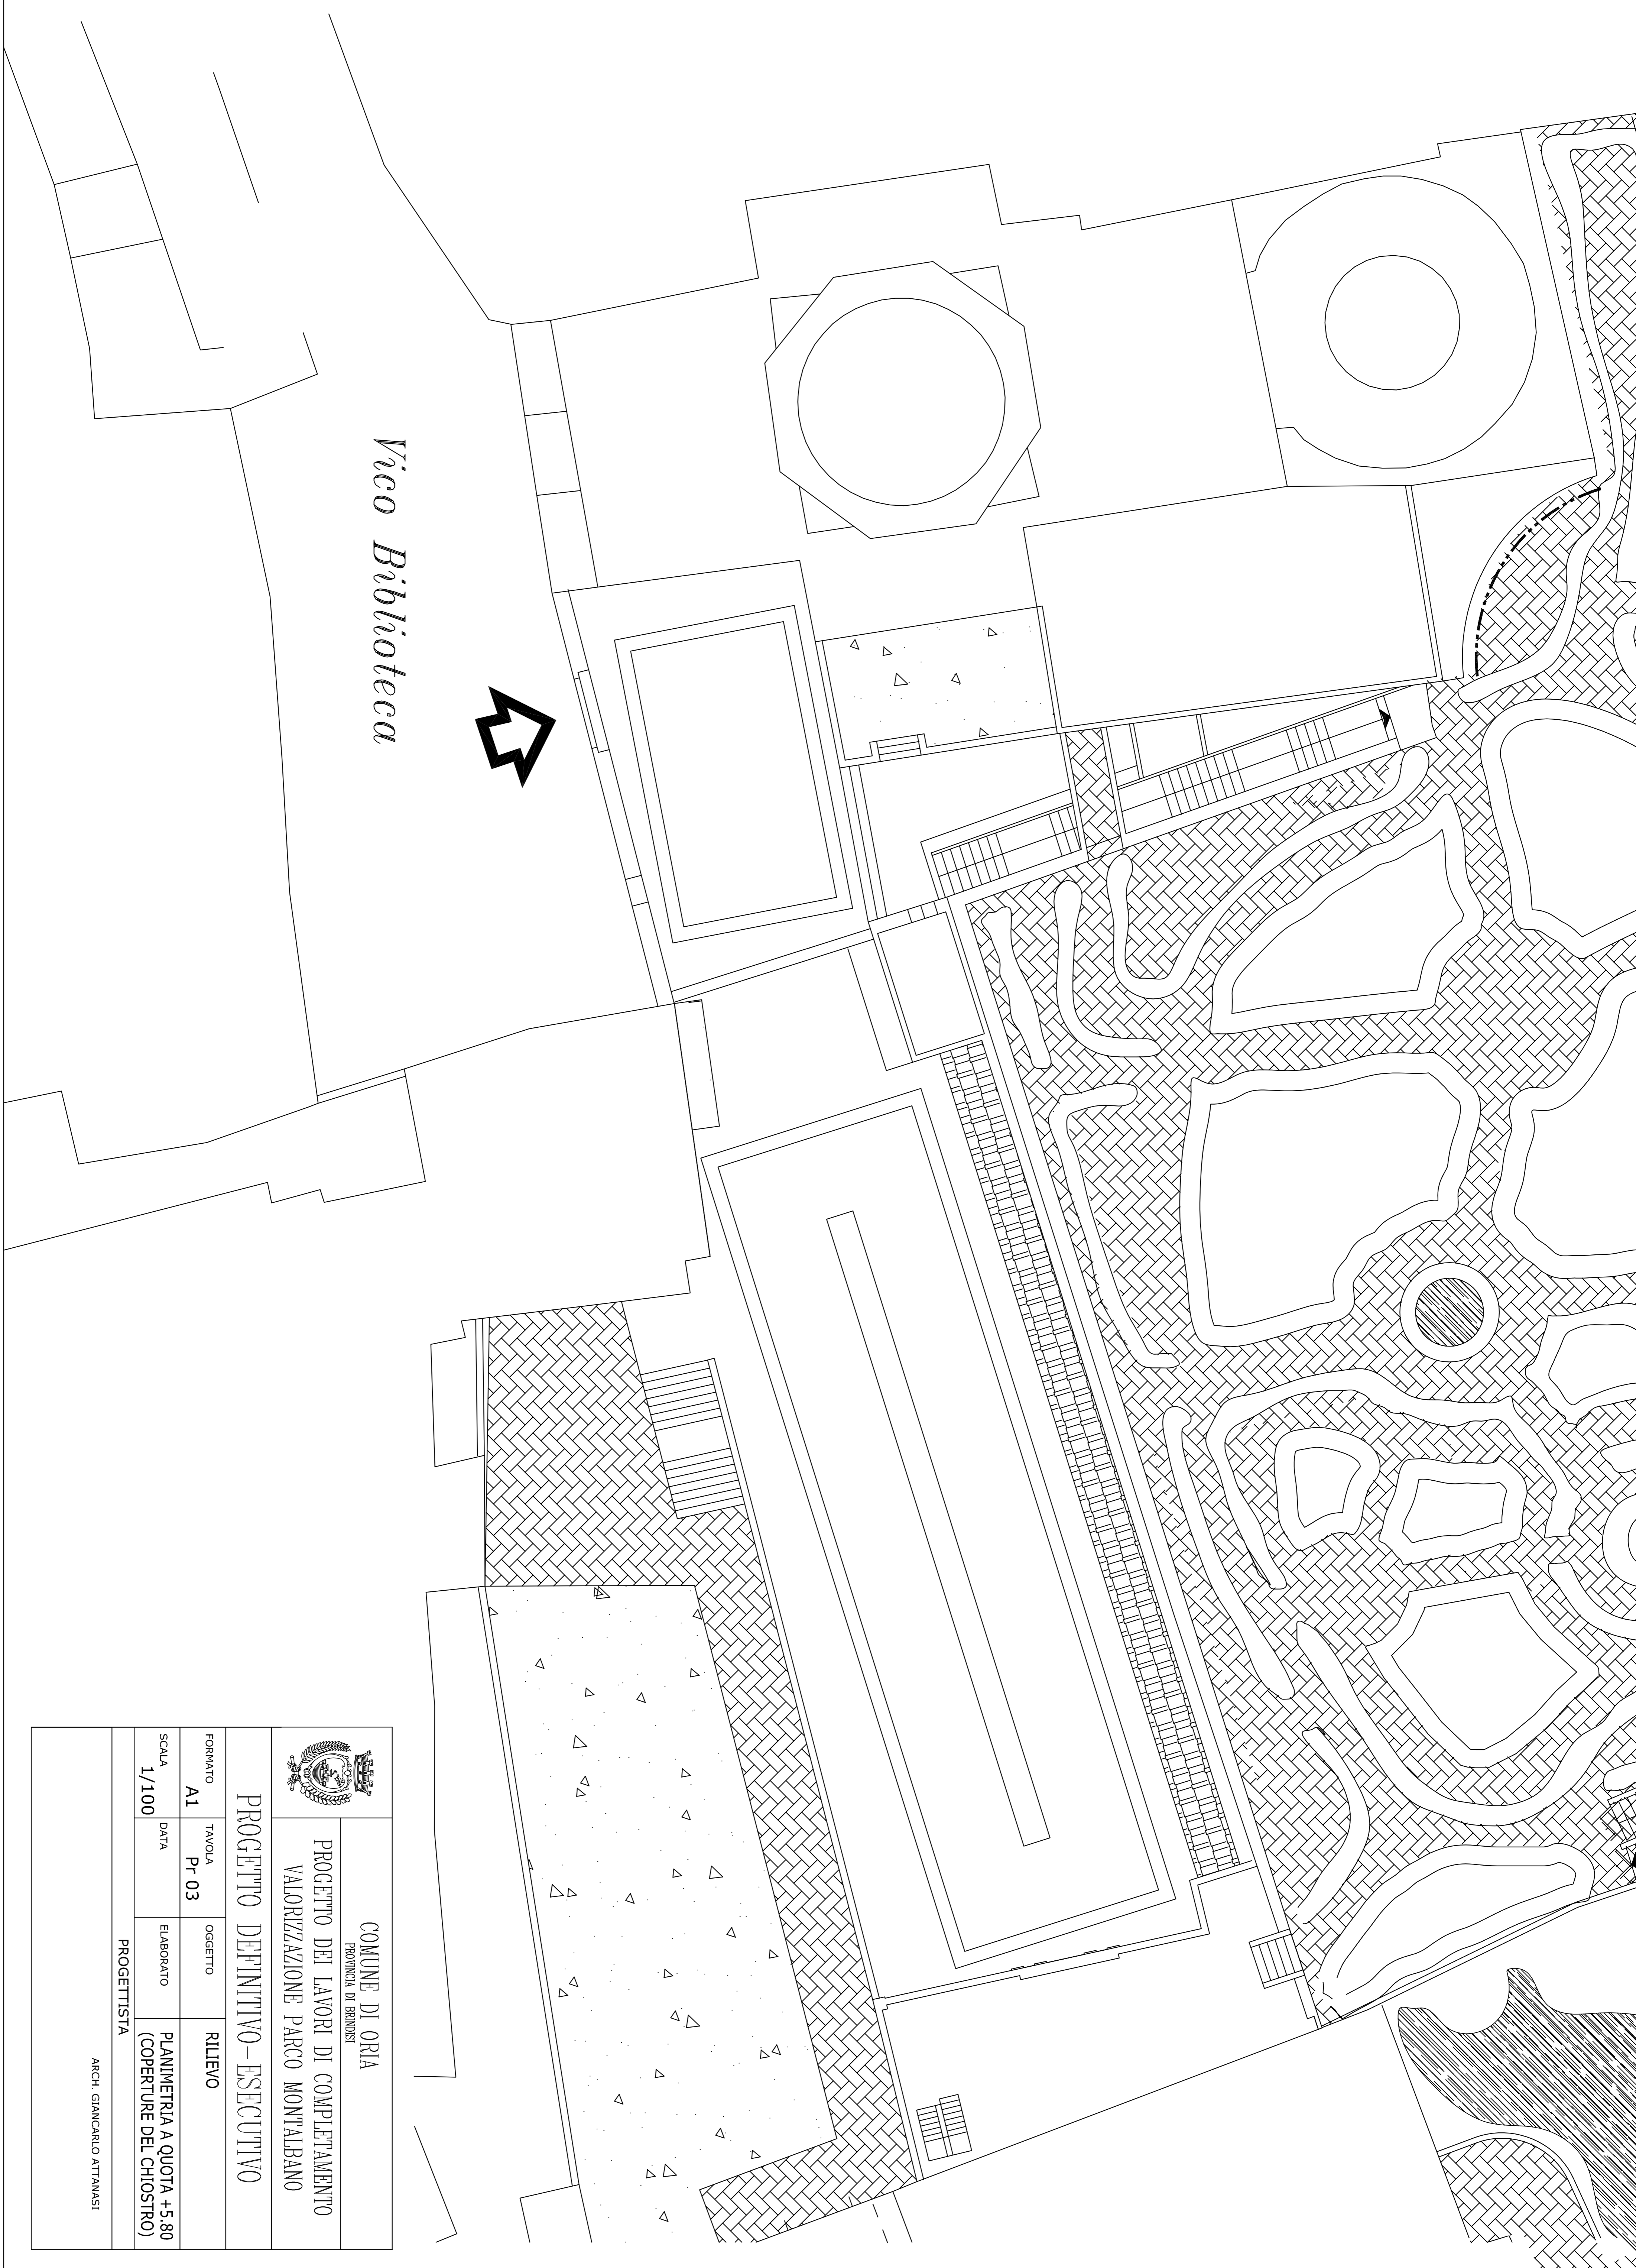 Vico Biblioteca
COMUNE DI ORIA
PROVINCIA DI BRINDISI
PROGETTO DEI LAVORI DI COMPLETAMENTO
VALORIZZAZIONE PARCO MONTALBANO
PROGETTO DEFINITIVO-ESECUTIVO
FORMATO
A1
TAVOLA
Pr 03
OGGETTO
RILIEVO
SCALA
1/100
DATA
ELABORATO
PLANIMETRIA A QUOTA +5.80
(COPERTURE DEL CHIOSTRO)
PROGETTISTA
ARCH. GIANCARLO ATTANASI